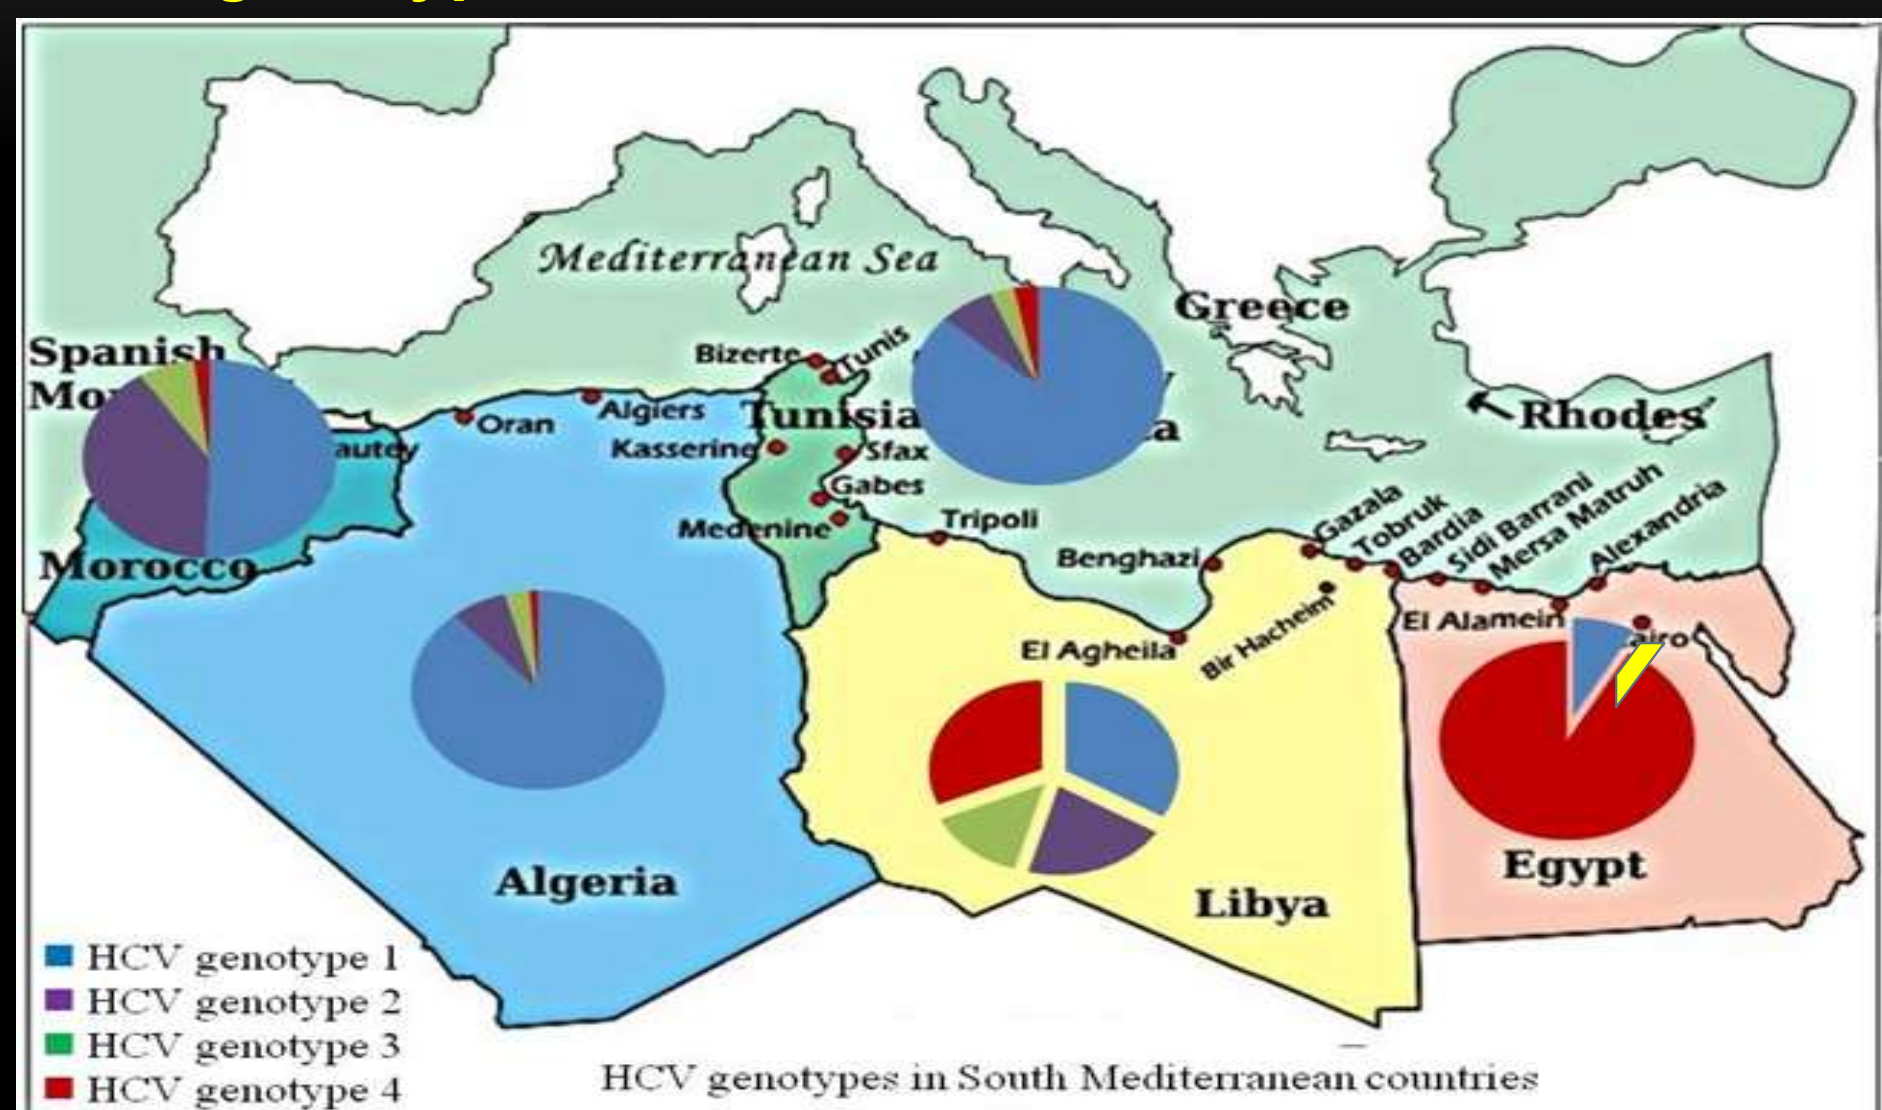 Mediterranean Sea
Greece
Spanish
Mo
Bizerte
Tunis
Rhodes
Oran
Algiers
Tunisia
Kasserine
Sfax
Gabes
Medenine
Tripoli
Gazala
Tobruk
Bardia
Sidi Barrani
Mersa Matruh
Alexandria
Benghazi
Morocco
El Agheila
Bir Hacheim
El Alamein
airo
Algeria
Libya
Egypt
HCV genotype 1
HCV genotype 2
HCV genotype 3
HCV genotype 4
HCV genotypes in South Mediterranean countries